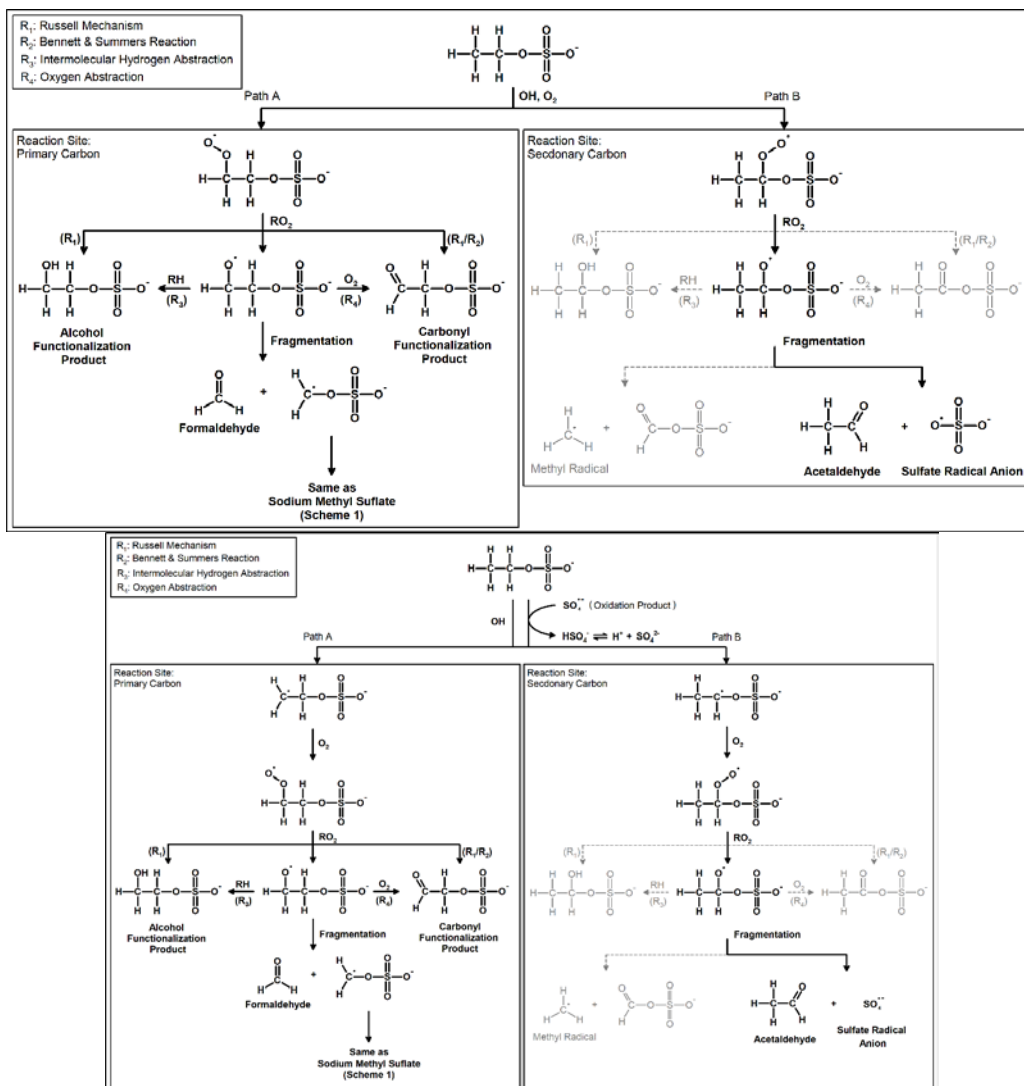 R₁: Russell Mechanism
R₂: Bennett & Summers Reaction
R₃: Intermolecular Hydrogen Abstraction
R₄: Oxygen Abstraction
H H O
H-C-C-O-S-O⁻
H H O
Path A
OH, O₂
Path B
Reaction Site:
Primary Carbon
RO₂
(R₁)
(R₁/R₂)
RH
(R₃)
O₂
(R₄)
Alcohol
Functionalization
Product
Fragmentation
Carbonyl
Functionalization
Product
+
Formaldehyde
Same as
Sodium Methyl Suflate
(Scheme 1)
Reaction Site:
Secdonary Carbon
RO₂
(R₁)
(R₁/R₂)
RH
(R₃)
O₂
(R₄)
Fragmentation
+
Methyl Radical
+
Acetaldehyde
Sulfate Radical Anion
R₁: Russell Mechanism
R₂: Bennett & Summers Reaction
R₃: Intermolecular Hydrogen Abstraction
R₄: Oxygen Abstraction
H H O
H-C-C-O-S-O⁻
H H O
OH
SO₄•⁻ (Oxidation Product)
HSO₄⁻ ⇌ H⁺ + SO₄²⁻
Path A
Path B
Reaction Site:
Primary Carbon
O₂
RO₂
(R₁)
(R₁/R₂)
RH
(R₃)
O₂
(R₄)
Alcohol
Functionalization
Product
Fragmentation
Carbonyl
Functionalization
Product
+
Formaldehyde
Same as
Sodium Methyl Suflate
(Scheme 1)
Reaction Site:
Secdonary Carbon
O₂
RO₂
(R₁)
(R₁/R₂)
RH
(R₃)
O₂
(R₄)
Fragmentation
+
Methyl Radical
+
SO₄•⁻
Acetaldehyde
Sulfate Radical
Anion